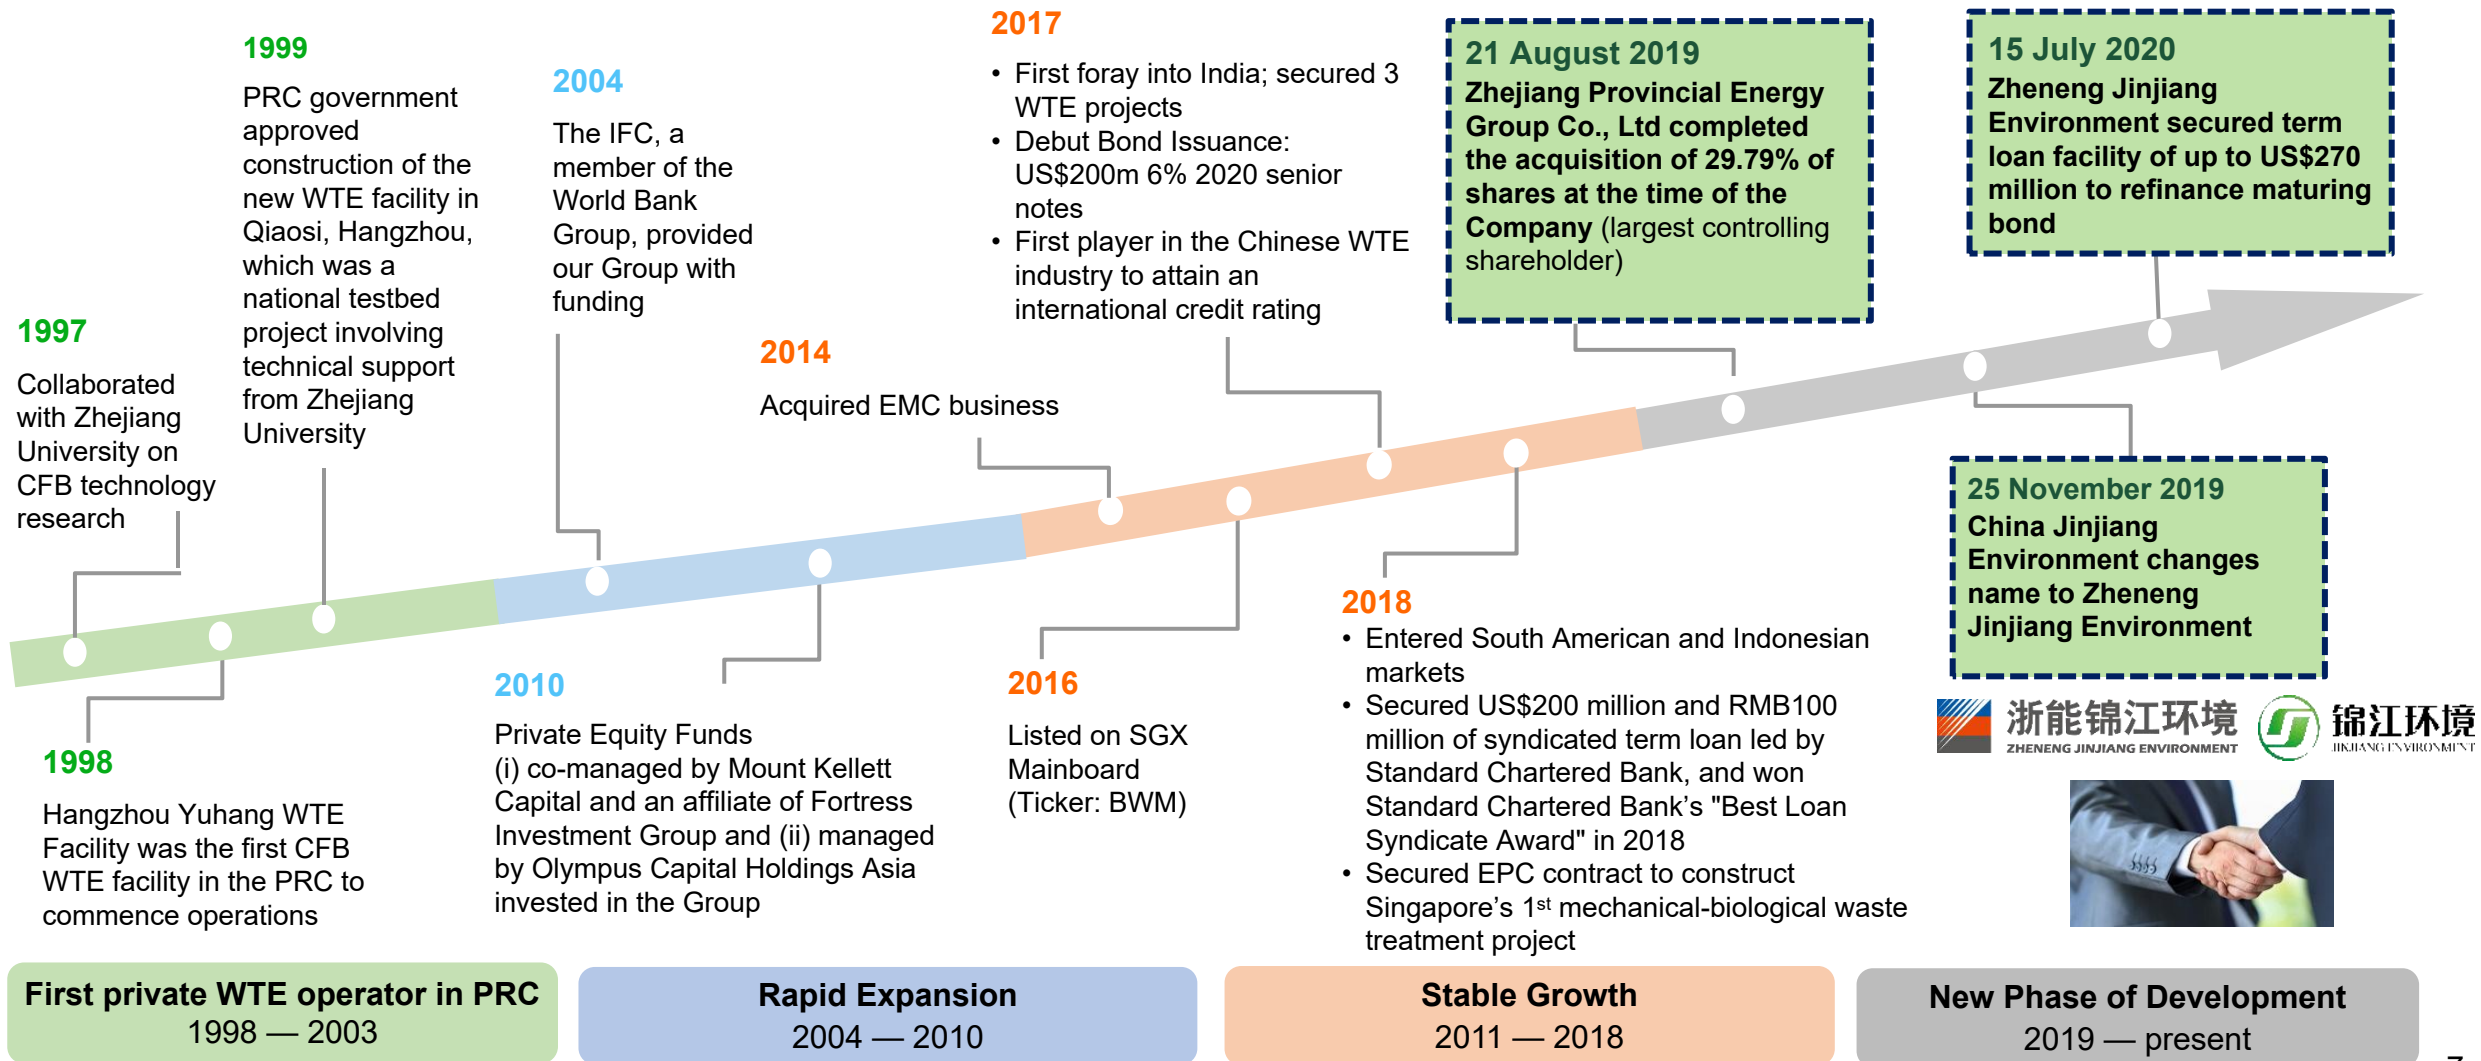 1997
Collaborated
with Zhejiang
University on
CFB technology
research
1998
Hangzhou Yuhang WTE
Facility was the first CFB
WTE facility in the PRC to
commence operations
1999
PRC government
approved
construction of the
new WTE facility in
Qiaosi, Hangzhou,
which was a
national testbed
project involving
technical support
from Zhejiang
University
2004
The IFC, a
member of the
World Bank
Group, provided
our Group with
funding
2010
Private Equity Funds
(i) co-managed by Mount Kellett
Capital and an affiliate of Fortress
Investment Group and (ii) managed
by Olympus Capital Holdings Asia
invested in the Group
2014
Acquired EMC business
2016
Listed on SGX
Mainboard
(Ticker: BWM)
2017
• First foray into India; secured 3
WTE projects
• Debut Bond Issuance:
US$200m 6% 2020 senior
notes
• First player in the Chinese WTE
industry to attain an
international credit rating
2018
• Entered South American and Indonesian
markets
• Secured US$200 million and RMB100
million of syndicated term loan led by
Standard Chartered Bank, and won
Standard Chartered Bank’s "Best Loan
Syndicate Award" in 2018
• Secured EPC contract to construct
Singapore’s 1st mechanical-biological waste
treatment project
21 August 2019
Zhejiang Provincial Energy
Group Co., Ltd completed
the acquisition of 29.79% of
shares at the time of the
Company (largest controlling
shareholder)
25 November 2019
China Jinjiang
Environment changes
name to Zheneng
Jinjiang Environment
15 July 2020
Zheneng Jinjiang
Environment secured term
loan facility of up to US$270
million to refinance maturing
bond
浙能锦江环境
ZHENENG JINJIANG ENVIRONMENT
锦江环境
JINJIANG ENVIRONMENT
First private WTE operator in PRC
1998 — 2003
Rapid Expansion
2004 — 2010
Stable Growth
2011 — 2018
New Phase of Development
2019 — present